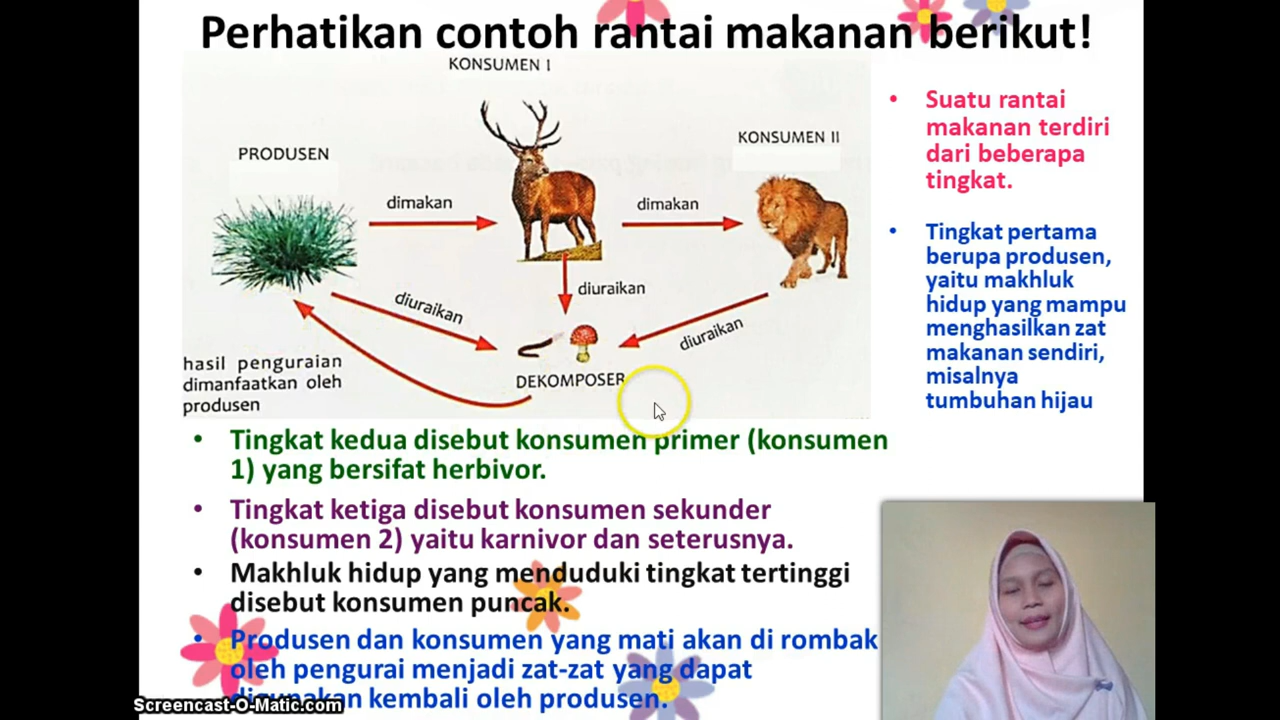 Perhatikan contoh rantai makanan berikut!
KONSUMEN I
KONSUMEN II
PRODUSEN
dimakan
dimakan
diuraikan
diuraikan
diuraikan
hasil penguraian
dimanfaatkan oleh
produsen
DEKOMPOSER
• Suatu rantai
makanan terdiri
dari beberapa
tingkat.
• Tingkat pertama
berupa produsen,
yaitu makhluk
hidup yang mampu
menghasilkan zat
makanan sendiri,
misalnya
tumbuhan hijau
• Tingkat kedua disebut konsumen primer (konsumen
1) yang bersifat herbivor.
• Tingkat ketiga disebut konsumen sekunder
(konsumen 2) yaitu karnivor dan seterusnya.
• Makhluk hidup yang menduduki tingkat tertinggi
disebut konsumen puncak.
• Produsen dan konsumen yang mati akan di rombak
oleh pengurai menjadi zat-zat yang dapat
digunakan kembali oleh produsen.
Screencast-O-Matic.com